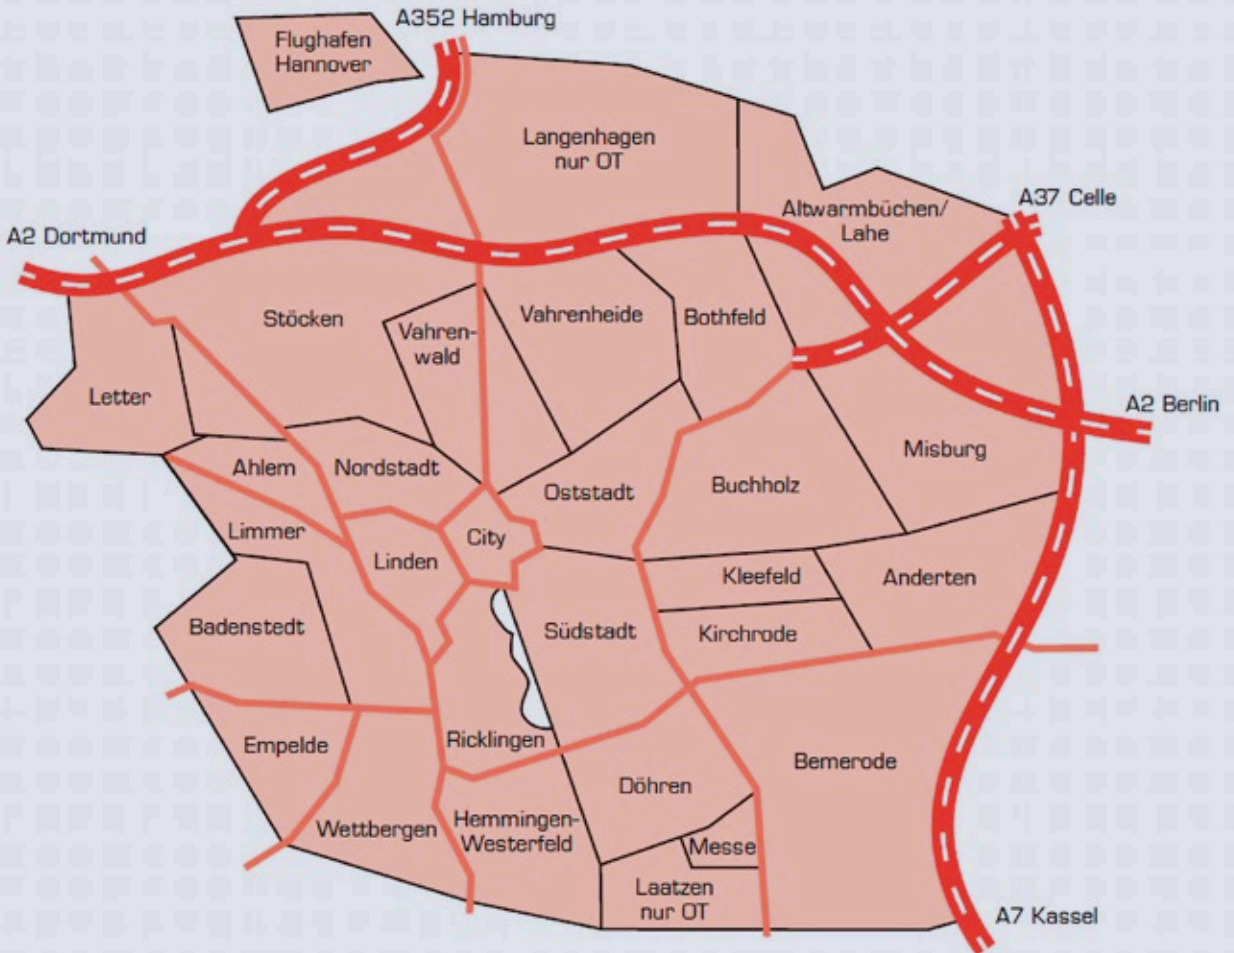 A352 Hamburg
Flughafen
Hannover
Langenhagen
nur OT
A37 Celle
Altwarmbüchen/
Lahe
A2 Dortmund
Stöcken
Vahrenheide
Bothfeld
Vahren-
wald
Letter
A2 Berlin
Misburg
Ahlem
Nordstadt
Oststadt
Buchholz
Limmer
City
Linden
Kleefeld
Anderten
Badenstedt
Südstadt
Kirchrode
Empelde
Ricklingen
Bemerode
Döhren
Wettbergen
Hemmingen-
Westerfeld
Messe
Laatzen
nur OT
A7 Kassel